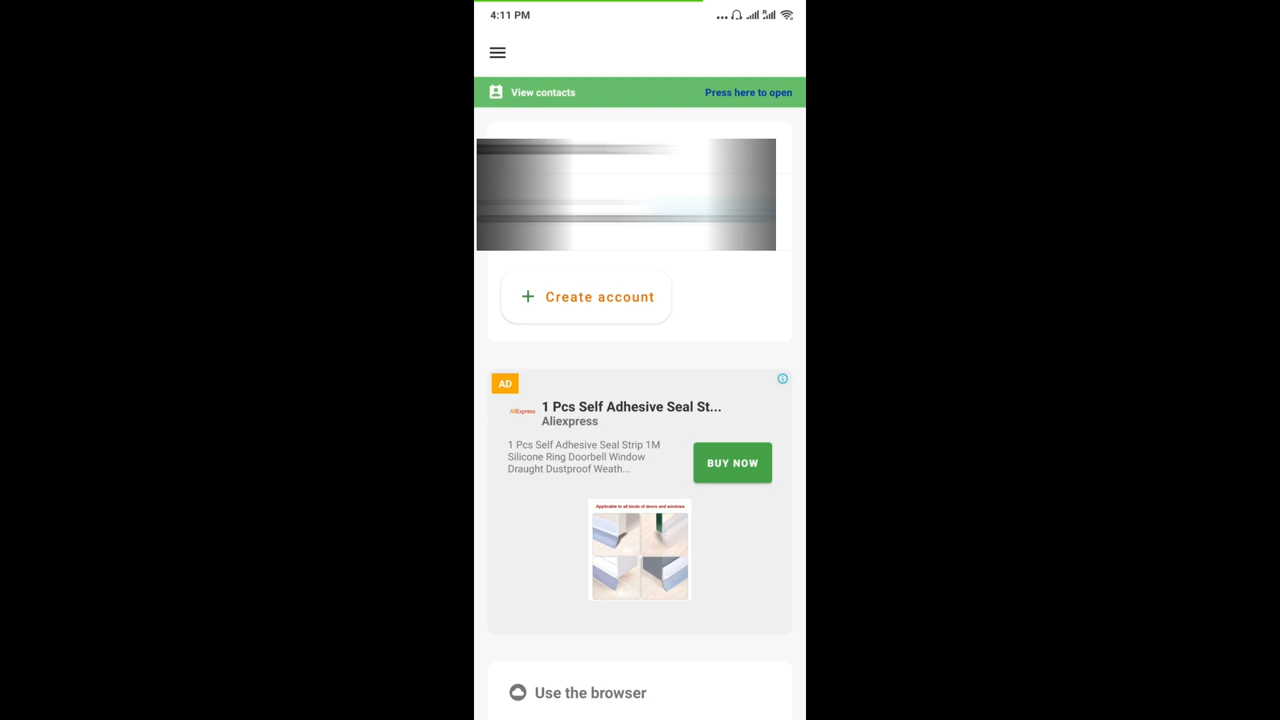 4:11 PM
View contacts
Press here to open
+ Create account
AD
1 Pcs Self Adhesive Seal St...
AliExpress
Aliexpress
1 Pcs Self Adhesive Seal Strip 1M
Silicone Ring Doorbell Window
Draught Dustproof Weath...
BUY NOW
Applicable to all kinds of doors and windows
Use the browser